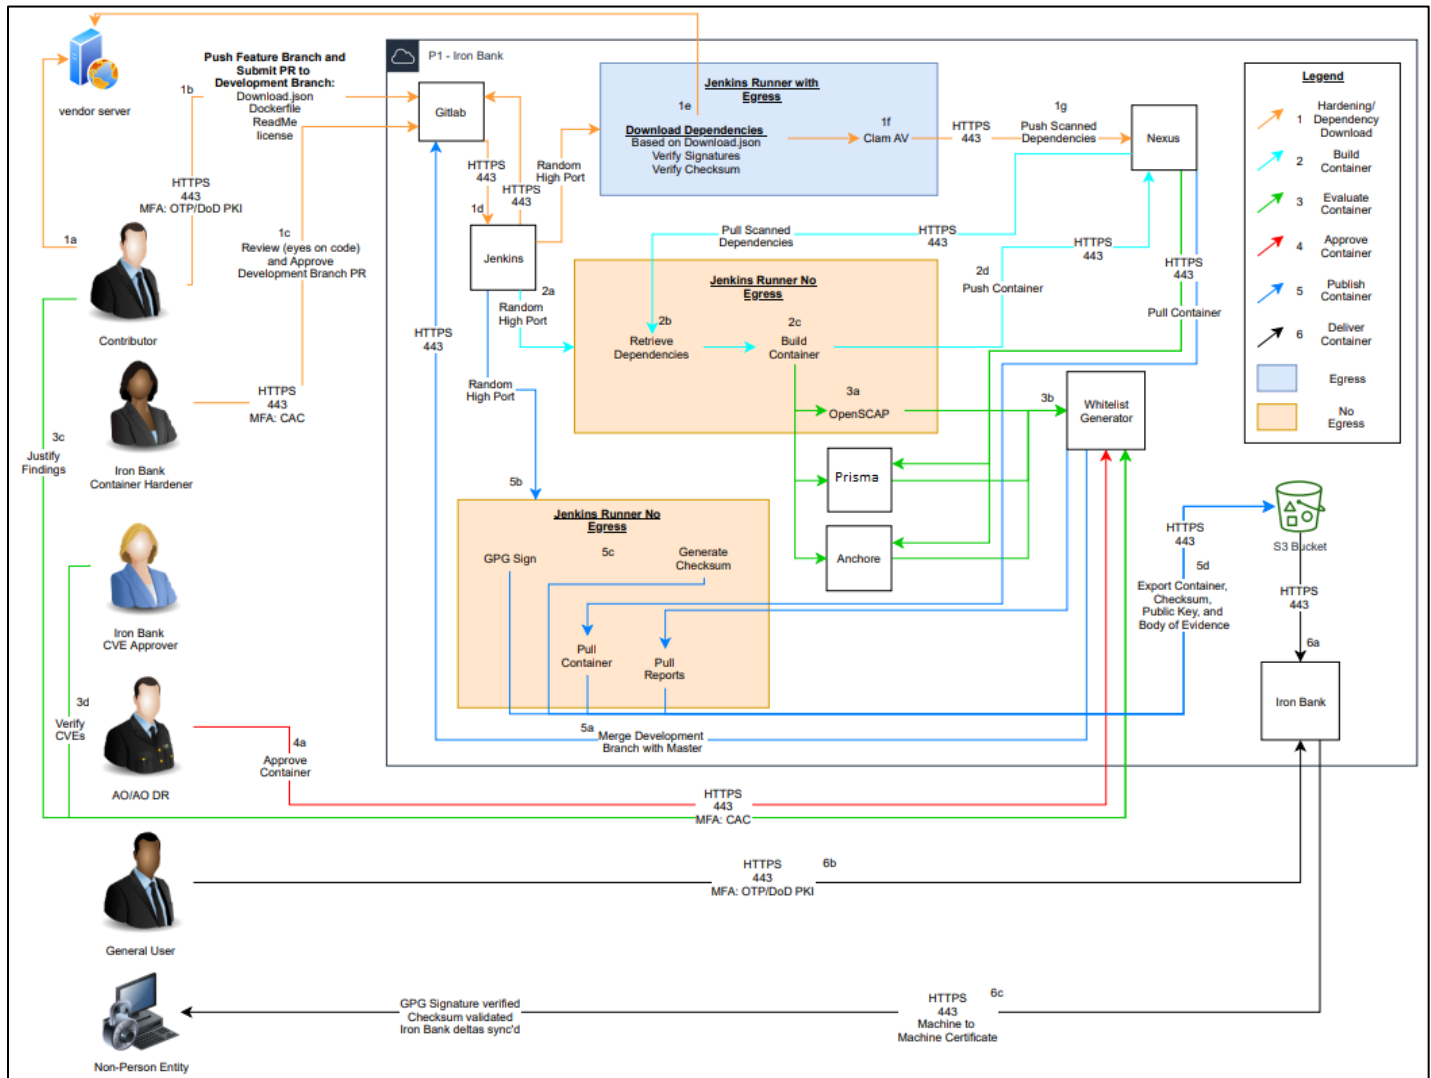 vendor server
1a
1b
Push Feature Branch and
Submit PR to
Development Branch:
Download.json
Dockerfile
ReadMe
license
HTTPS
443
MFA: OTP/DoD PKI
1c
Review (eyes on code)
and Approve
Development Branch PR
Contributor
HTTPS
443
MFA: CAC
Iron Bank
Container Hardener
3c
Justify
Findings
Iron Bank
CVE Approver
3d
Verify
CVEs
AO/AO DR
4a
Approve
Container
General User
Non-Person Entity
P1 - Iron Bank
Gitlab
HTTPS
443
HTTPS
443
1d
Jenkins
Random
High Port
Jenkins Runner with
Egress
1e
Download Dependencies
Based on Download.json
Verify Signatures
Verify Checksum
1f
Clam AV
HTTPS
443
1g
Push Scanned
Dependencies
Nexus
Pull Scanned
Dependencies
HTTPS
443
HTTPS
443
2d
Push Container
HTTPS
443
Pull Container
2a
Random
High Port
HTTPS
443
Random
High Port
Jenkins Runner No
Egress
2b
Retrieve
Dependencies
2c
Build
Container
3a
OpenSCAP
3b
Whitelist
Generator
Prisma
Anchore
5b
Jenkins Runner No
Egress
GPG Sign
5c
Generate
Checksum
Pull
Container
Pull
Reports
5a
Merge Development
Branch with Master
HTTPS
443
5d
Export Container,
Checksum,
Public Key, and
Body of Evidence
S3 Bucket
HTTPS
443
6a
Iron Bank
HTTPS
443
MFA: CAC
HTTPS
443
MFA: OTP/DoD PKI
6b
GPG Signature verified
Checksum validated
Iron Bank deltas sync'd
HTTPS
443
Machine to
Machine Certificate
6c
Legend
1
Hardening/
Dependency
Download
2
Build
Container
3
Evaluate
Container
4
Approve
Container
5
Publish
Container
6
Deliver
Container
Egress
No
Egress